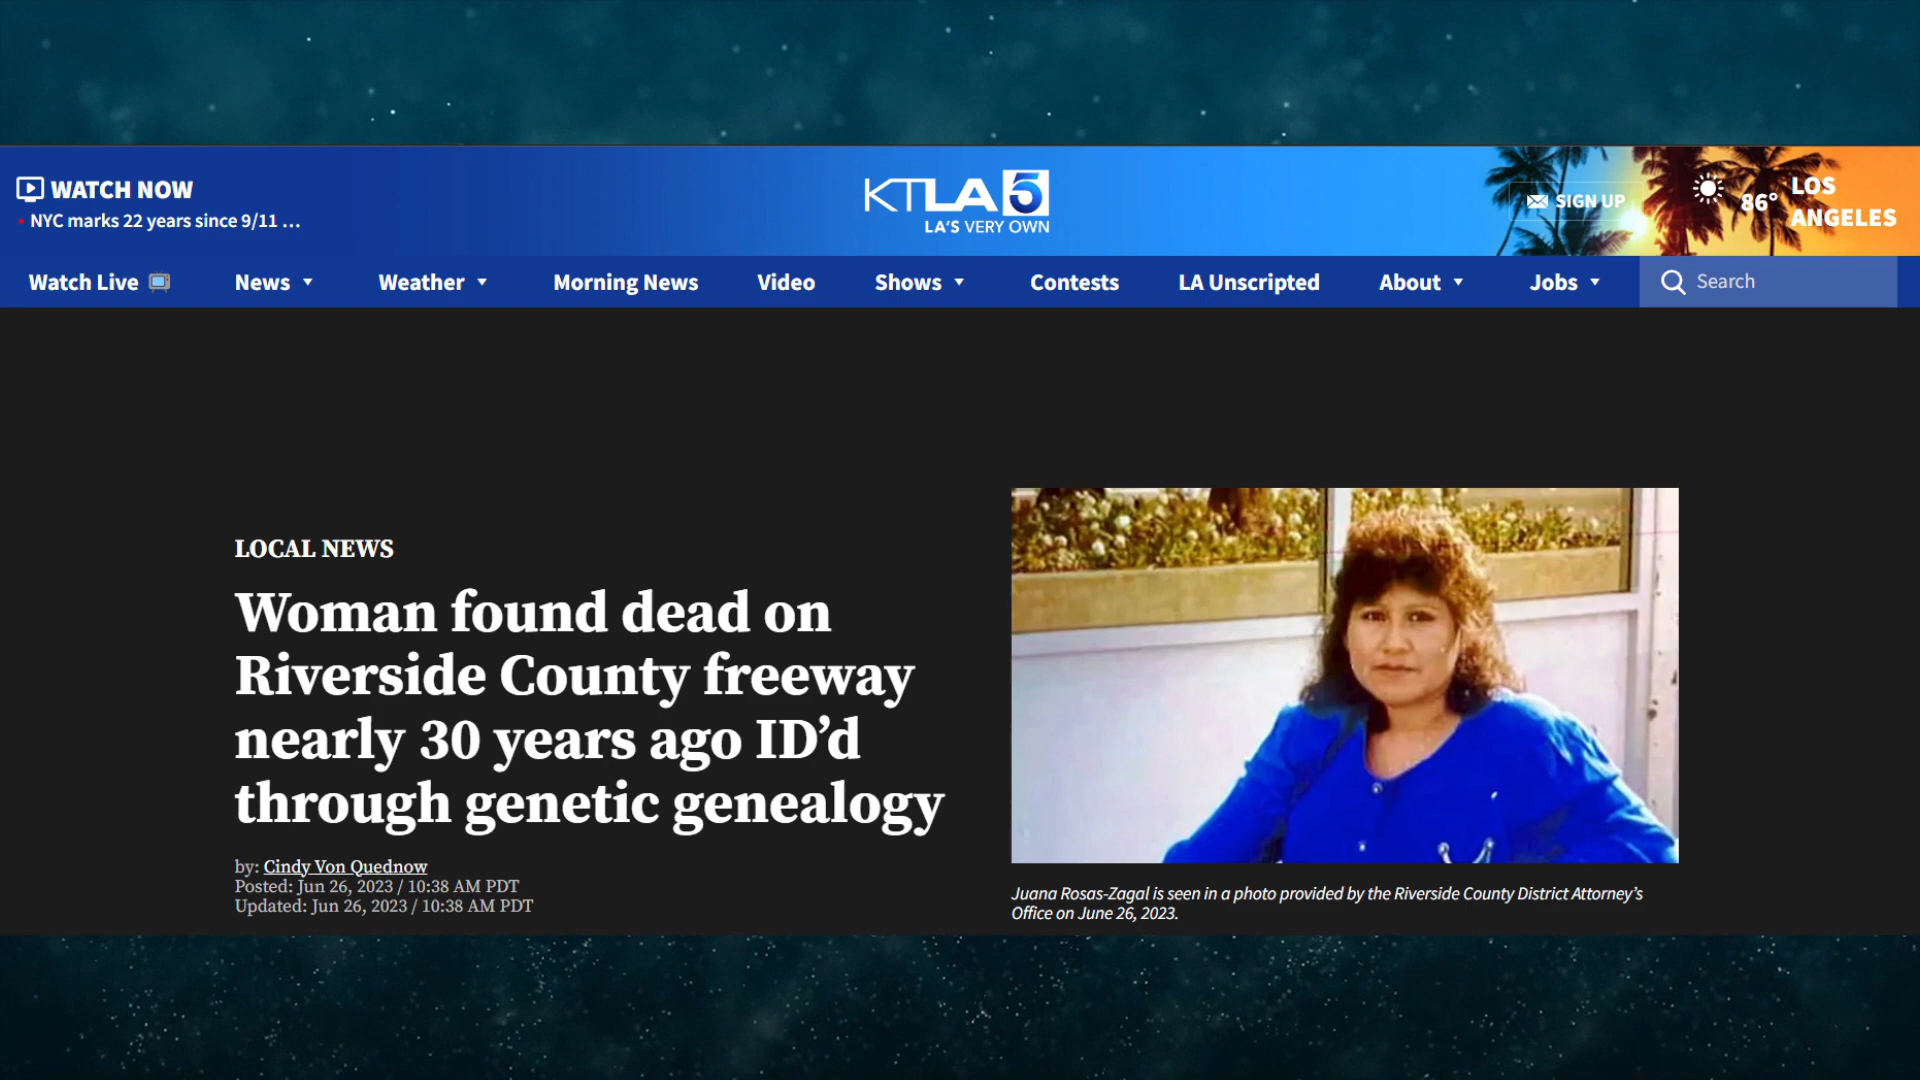 WATCH NOW
NYC marks 22 years since 9/11 ...
KTLA 5
LA'S VERY OWN
SIGN UP
86°
LOS
ANGELES
Watch Live
News
Weather
Morning News
Video
Shows
Contests
LA Unscripted
About
Jobs
Search
LOCAL NEWS
Woman found dead on
Riverside County freeway
nearly 30 years ago ID’d
through genetic genealogy
by: Cindy Von Quednow
Posted: Jun 26, 2023 / 10:38 AM PDT
Updated: Jun 26, 2023 / 10:38 AM PDT
Juana Rosas-Zagal is seen in a photo provided by the Riverside County District Attorney’s
Office on June 26, 2023.